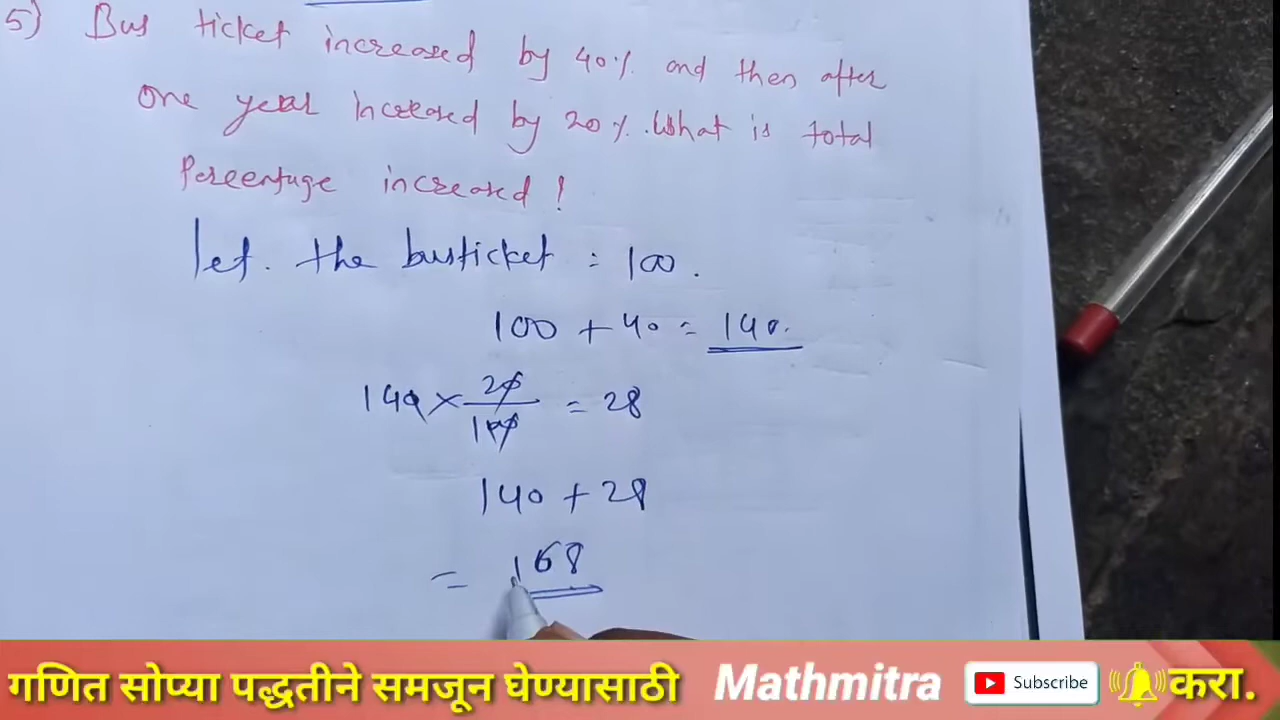 5) Bus ticket increased by 40% and then after
one year increased by 20%. What is total
Percentage increased !
let. the busticket = 100.
100 + 40 = 140.
140 × 20/100 = 28
140 + 28
= 168
गणित सोप्या पद्धतीने समजून घेण्यासाठी Mathmitra Subscribe करा.